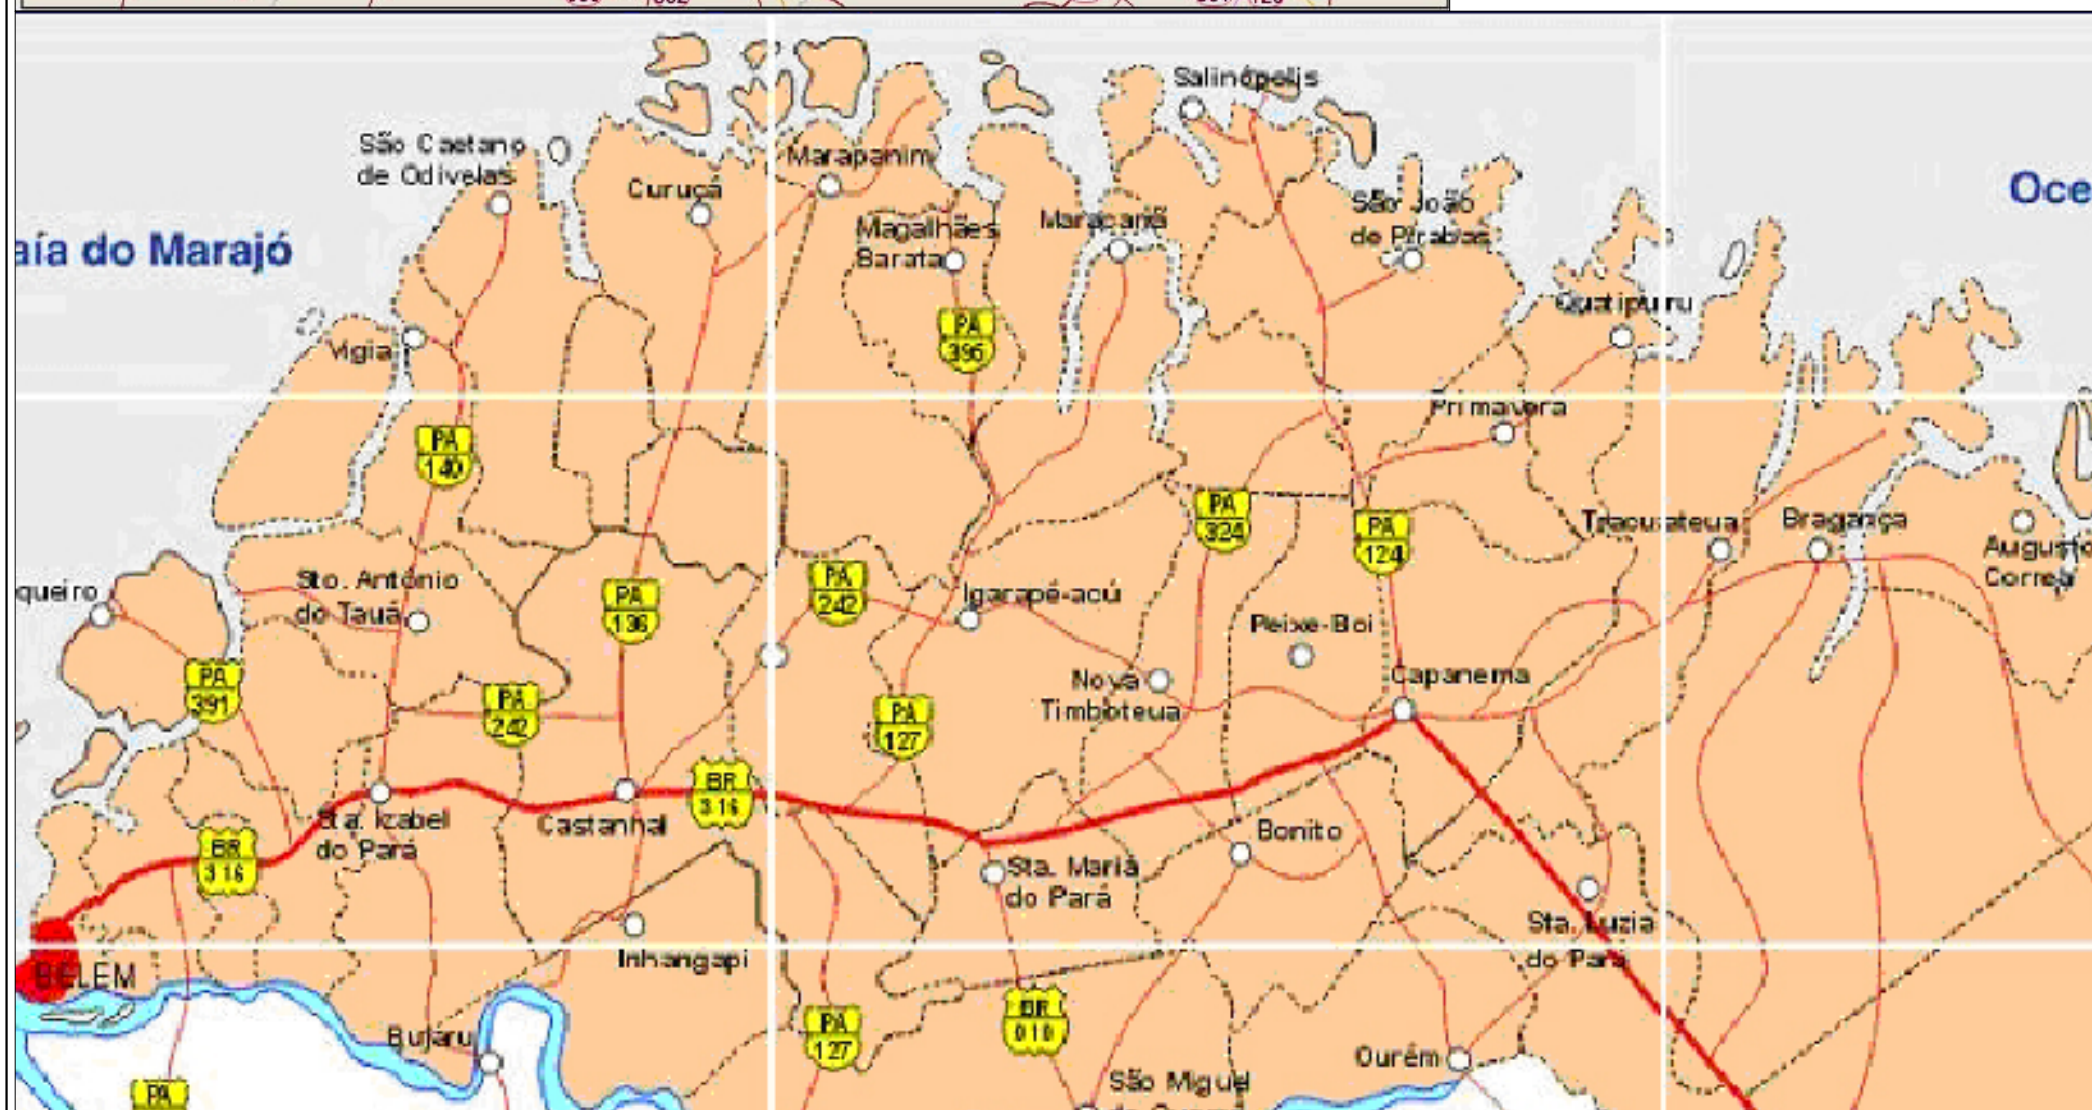 Salinópolis
São Caetano
de Odivelas
Marapanim
Curuçá
São João
de Pirabas
Magalhães
Barata
Maracanã
Oce
aía do Marajó
Quatipuru
PA
395
Vigia
Primavera
PA
140
PA
324
PA
124
Tracuateua
Bragança
Augusto
Correa
queiro
Sto. Antônio
do Tauá
PA
136
PA
242
Igarapé-açú
Peixe-Boi
PA
391
PA
242
Nova
Timboteua
Capanema
PA
127
BR
316
Sta. Izabel
do Pará
Castanhal
BR
316
Bonito
Sta. Maria
do Pará
Sta. Luzia
do Pará
Inhangapi
BELEM
PA
127
BR
010
Bujaru
Ourém
São Miguel
PA